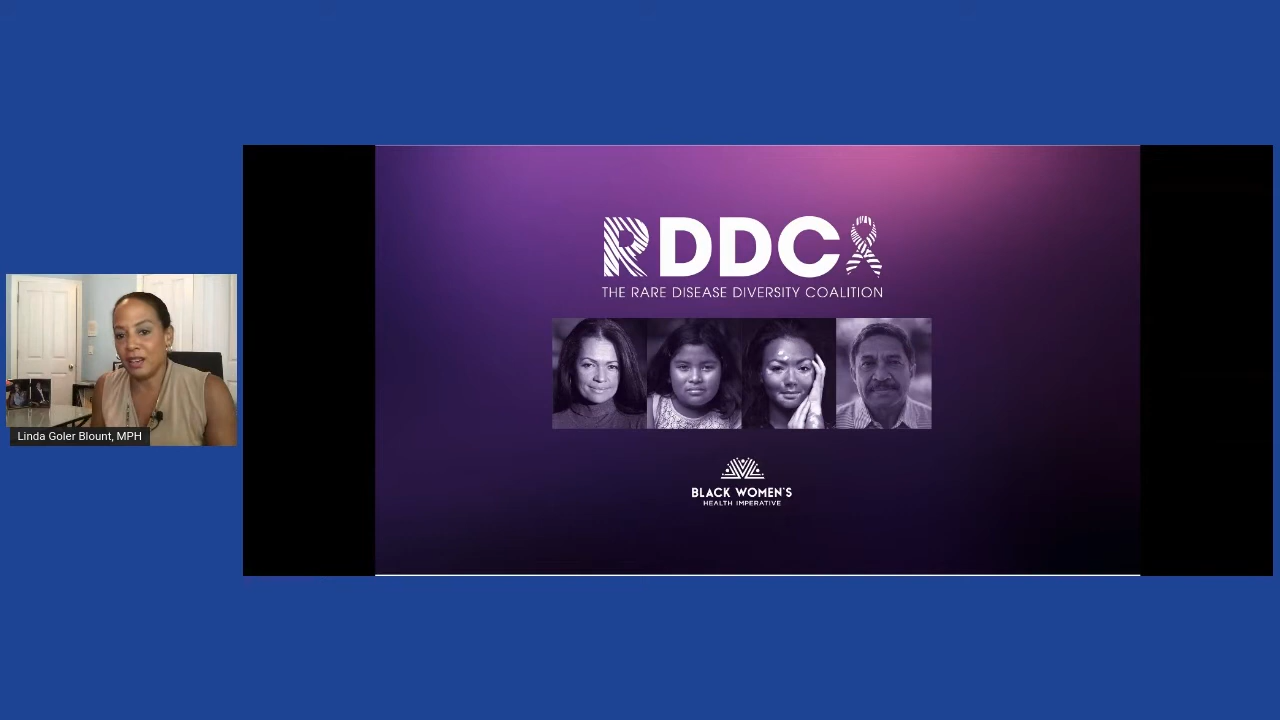 RDDC
THE RARE DISEASE DIVERSITY COALITION
Linda Goler Blount, MPH
BLACK WOMEN'S
HEALTH IMPERATIVE